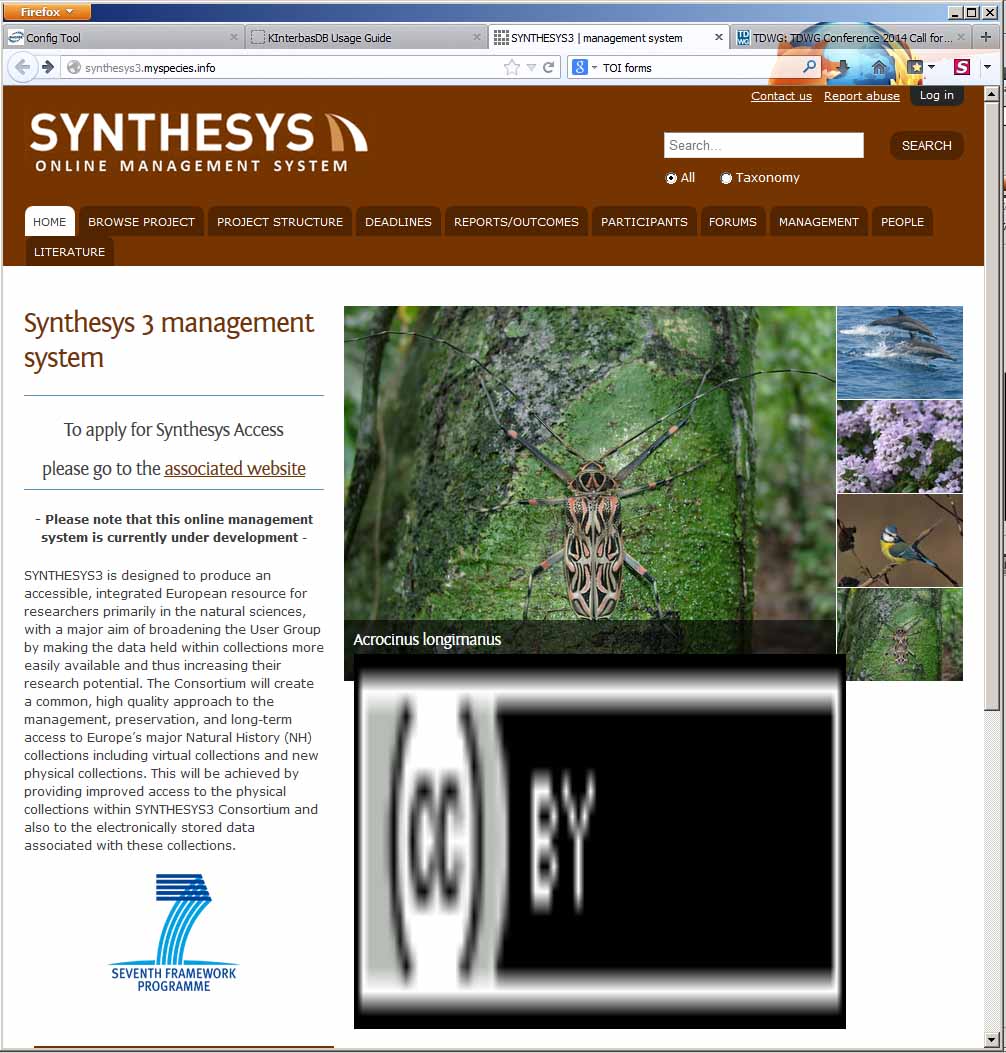 Firefox
Config Tool
KInterbasDB Usage Guide
SYNTHESYS3 | management system
TDWG: TDWG Conference 2014 Call for ...
synthesys3.myspecies.info
TOI forms
Contact us
Report abuse
Log in
SYNTHESYS
ONLINE MANAGEMENT SYSTEM
Search...
SEARCH
All
Taxonomy
HOME
BROWSE PROJECT
PROJECT STRUCTURE
DEADLINES
REPORTS/OUTCOMES
PARTICIPANTS
FORUMS
MANAGEMENT
PEOPLE
LITERATURE
Synthesys 3 management
system
To apply for Synthesys Access
please go to the associated website
- Please note that this online management
system is currently under development -
SYNTHESYS3 is designed to produce an
accessible, integrated European resource for
researchers primarily in the natural sciences,
with a major aim of broadening the User Group
by making the data held within collections more
easily available and thus increasing their
research potential. The Consortium will create
a common, high quality approach to the
management, preservation, and long-term
access to Europe’s major Natural History (NH)
collections including virtual collections and new
physical collections. This will be achieved by
providing improved access to the physical
collections within SYNTHESYS3 Consortium and
also to the electronically stored data
associated with these collections.
SEVENTH FRAMEWORK
PROGRAMME
Acrocinus longimanus
(CC) BY